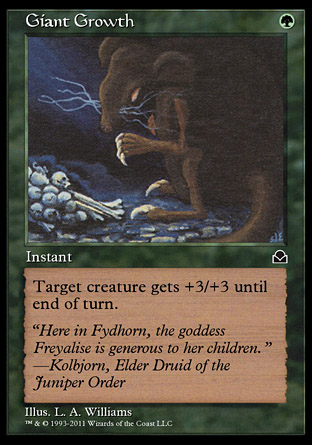 Giant Growth
Instant
Target creature gets +3/+3 until
end of turn.
“Here in Fydhorn, the goddess
Freyalise is generous to her children.”
—Kolbjorn, Elder Druid of the
Juniper Order
Illus. L. A. Williams
™ & © 1993-2011 Wizards of the Coast LLC